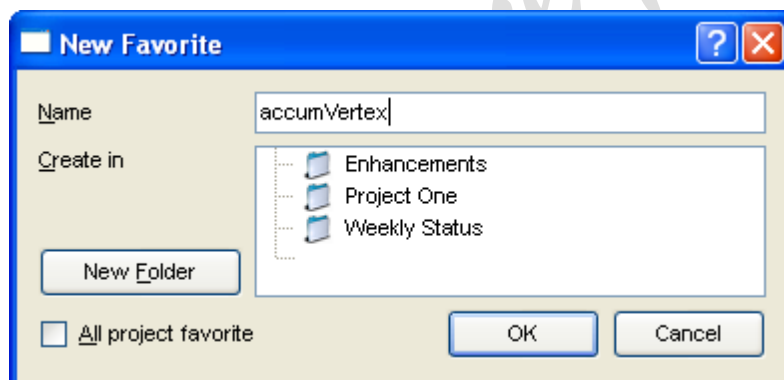 New Favorite
Name
accumVertex
Create in
Enhancements
Project One
Weekly Status
New Folder
All project favorite
OK
Cancel